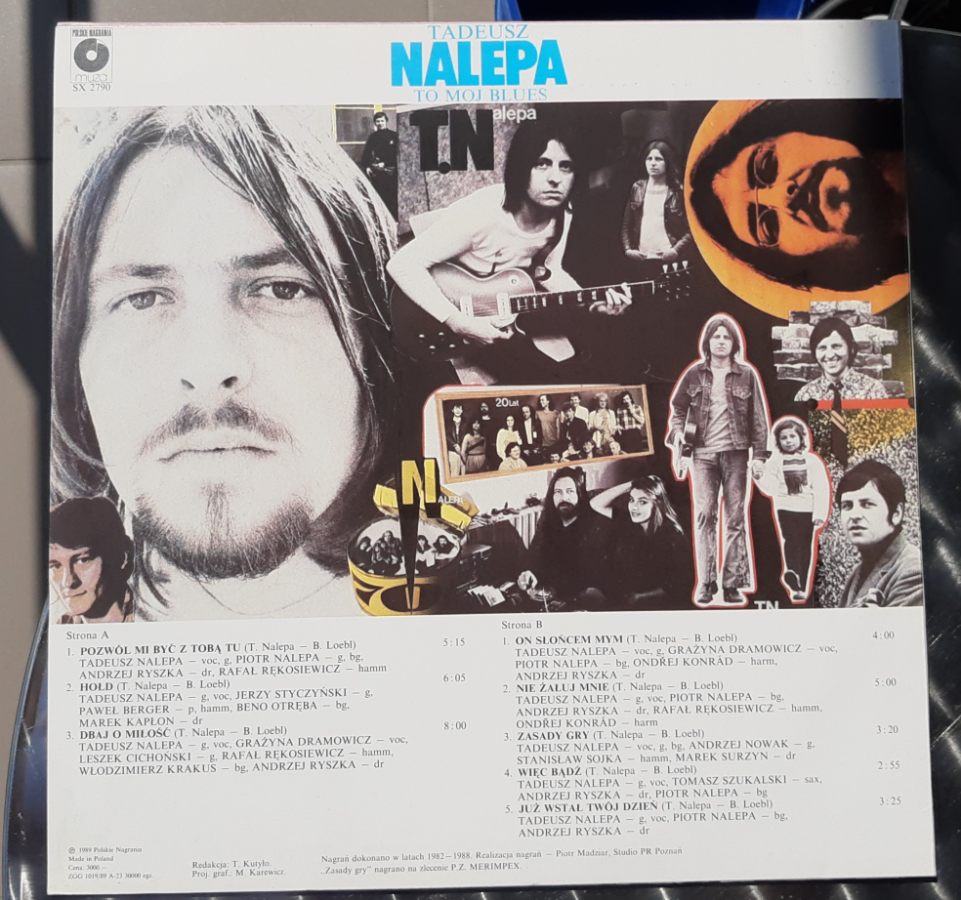 POLSKIE NAGRANIA
muza
SX 2790
TADEUSZ
NALEPA
TO MÓJ BLUES
T.N
alepa
20 Lat
N
ALEPA
TN
Strona A
1. POZWÓL MI BYĆ Z TOBĄ TU (T. Nalepa — B. Loebl) 5:15
TADEUSZ NALEPA — voc, g, PIOTR NALEPA — g, bg,
ANDRZEJ RYSZKA — dr, RAFAŁ RĘKOSIEWICZ — hamm
2. HOŁD (T. Nalepa — B. Loebl) 6:05
TADEUSZ NALEPA — g, voc, JERZY STYCZYŃSKI — g,
PAWEŁ BERGER — p, hamm, BENO OTRĘBA — bg,
MAREK KAPŁON — dr
3. DBAJ O MIŁOŚĆ (T. Nalepa — B. Loebl) 8:00
TADEUSZ NALEPA — g, voc, GRAŻYNA DRAMOWICZ — voc,
LESZEK CICHOŃSKI — g, RAFAŁ RĘKOSIEWICZ — hamm,
WŁODZIMIERZ KRAKUS — bg, ANDRZEJ RYSZKA — dr
Strona B
1. ON SŁOŃCEM MYM (T. Nalepa — B. Loebl) 4:00
TADEUSZ NALEPA — voc, g, GRAŻYNA DRAMOWICZ — voc,
PIOTR NALEPA — bg, ONDŘEJ KONRÁD — harm,
ANDRZEJ RYSZKA — dr
2. NIE ŻAŁUJ MNIE (T. Nalepa — B. Loebl) 5:00
TADEUSZ NALEPA — g, voc, PIOTR NALEPA — bg,
ANDRZEJ RYSZKA — dr, RAFAŁ RĘKOSIEWICZ — hamm,
ONDŘEJ KONRÁD — harm
3. ZASADY GRY (T. Nalepa — B. Loebl) 3:20
TADEUSZ NALEPA — voc, g, bg, ANDRZEJ NOWAK — g,
STANISŁAW SOJKA — hamm, MAREK SURZYN — dr
4. WIĘC BĄDŹ (T. Nalepa — B. Loebl) 2:55
TADEUSZ NALEPA — g, voc, TOMASZ SZUKALSKI — sax,
ANDRZEJ RYSZKA — dr, PIOTR NALEPA — bg
5. JUŻ WSTAŁ TWÓJ DZIEŃ (T. Nalepa — B. Loebl) 3:25
TADEUSZ NALEPA — g, voc, PIOTR NALEPA — bg,
ANDRZEJ RYSZKA — dr
℗ 1989 Polskie Nagrania
Made in Poland
Cena: 3000.—
ZGG 1019/89 A-23 30000 egz.
Redakcja: T. Kutyło.
Proj. graf.: M. Karewicz.
Nagrań dokonano w latach 1982—1988. Realizacja nagrań — Piotr Madziar, Studio PR Poznań
„Zasady gry" nagrano na zlecenie P.Z. MERIMPEX.